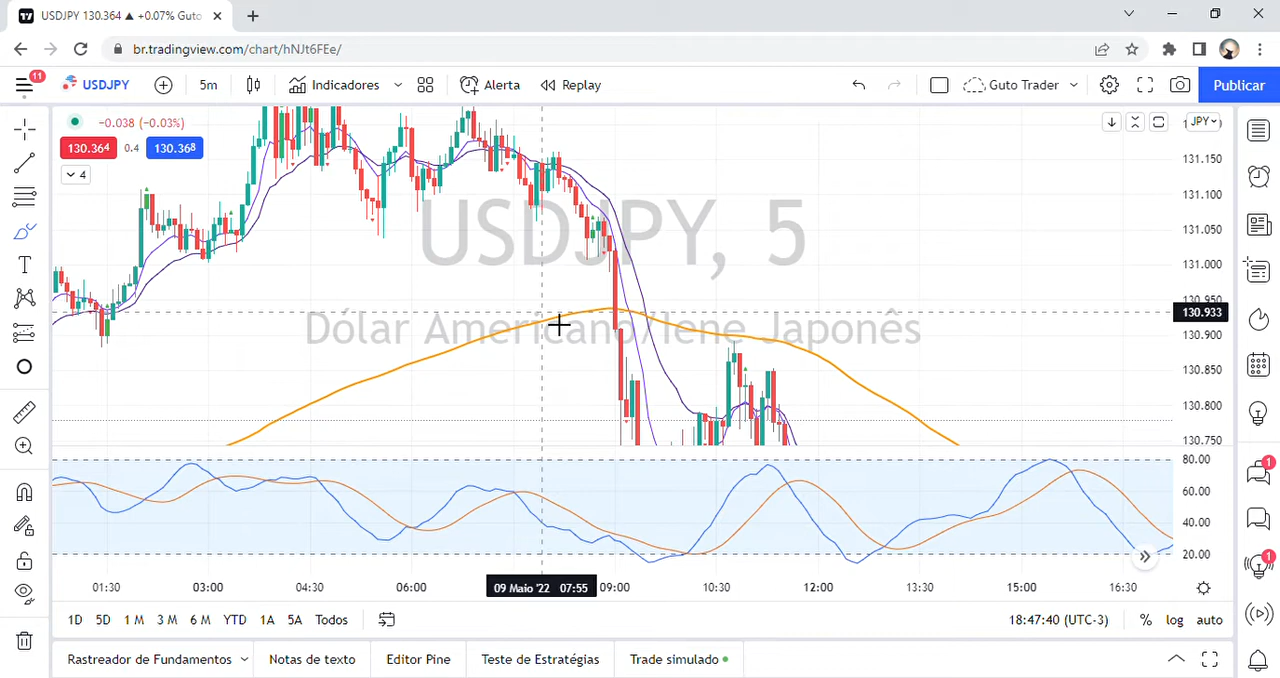 USDJPY 130.364 ▲ +0.07% Guto
br.tradingview.com/chart/hNJt6FEe/
11
USDJPY
5m
Indicadores
Alerta
Replay
Guto Trader
Publicar
-0.038 (-0.03%)
130.364
0.4
130.368
4
JPY
USDJPY, 5
Dólar Americano/Iene Japonês
131.150
131.100
131.050
131.000
130.950
130.933
130.900
130.850
130.800
130.750
80.00
60.00
40.00
20.00
1
1
01:30
03:00
04:30
06:00
09 Maio '22 07:55
09:00
10:30
12:00
13:30
15:00
16:30
1D 5D 1 M 3 M 6 M YTD 1A 5A Todos
18:47:40 (UTC-3)
% log auto
Rastreador de Fundamentos
Notas de texto
Editor Pine
Teste de Estratégias
Trade simulado